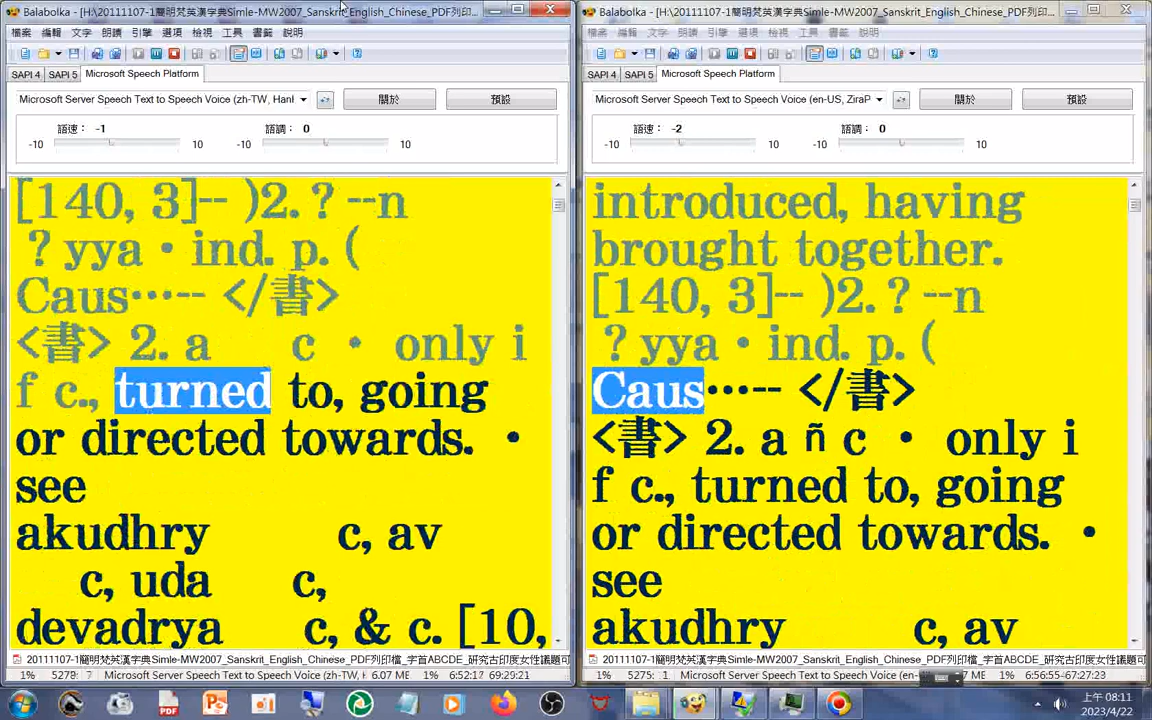 Balabolka - [H:\20111107-1簡明梵英漢字典Simle-MW2007_Sanskrit_English_Chinese_PDF列印...
檔案 編輯 文字 朗讀 引擎 選項 檢視 工具 書籤 說明
SAPI 4 SAPI 5 Microsoft Speech Platform
Microsoft Server Speech Text to Speech Voice (zh-TW, Hanl
關於 預設
語速： -1 語調： 0
-10 10 -10 10
[140, 3]-- )2. ? --n
? yya • ind. p. (
Caus…-- </書>
<書> 2. a c • only i
f c., turned to, going
or directed towards. •
see
akudhry c, av
c, uda c,
devadrya c, & c. [10,
20111107-1簡明梵英漢字典Simle-MW2007_Sanskrit_English_Chinese_PDF列印檔_字首ABCDE_研究古印度女性議題可
1% 5279: 7 Microsoft Server Speech Text to Speech Voice (zh-TW, H 6.07 MB 1% 6:52:17 69:29:21
Balabolka - [H:\20111107-1簡明梵英漢字典Simle-MW2007_Sanskrit_English_Chinese_PDF列印...
檔案 編輯 文字 朗讀 引擎 選項 檢視 工具 書籤 說明
SAPI 4 SAPI 5 Microsoft Speech Platform
Microsoft Server Speech Text to Speech Voice (en-US, ZiraP
關於 預設
語速： -2 語調： 0
-10 10 -10 10
introduced, having
brought together.
[140, 3]-- )2. ? --n
? yya • ind. p. (
Caus…-- </書>
<書> 2. a ñ c • only i
f c., turned to, going
or directed towards. •
see
akudhry c, av
20111107-1簡明梵英漢字典Simle-MW2007_Sanskrit_English_Chinese_PDF列印檔_字首ABCDE_研究古印度女性議題可
1% 5275: 1 Microsoft Server Speech Text to Speech Voice (en-US, 1% 6:56:55-67:27:23
上午 08:11
2023/4/22